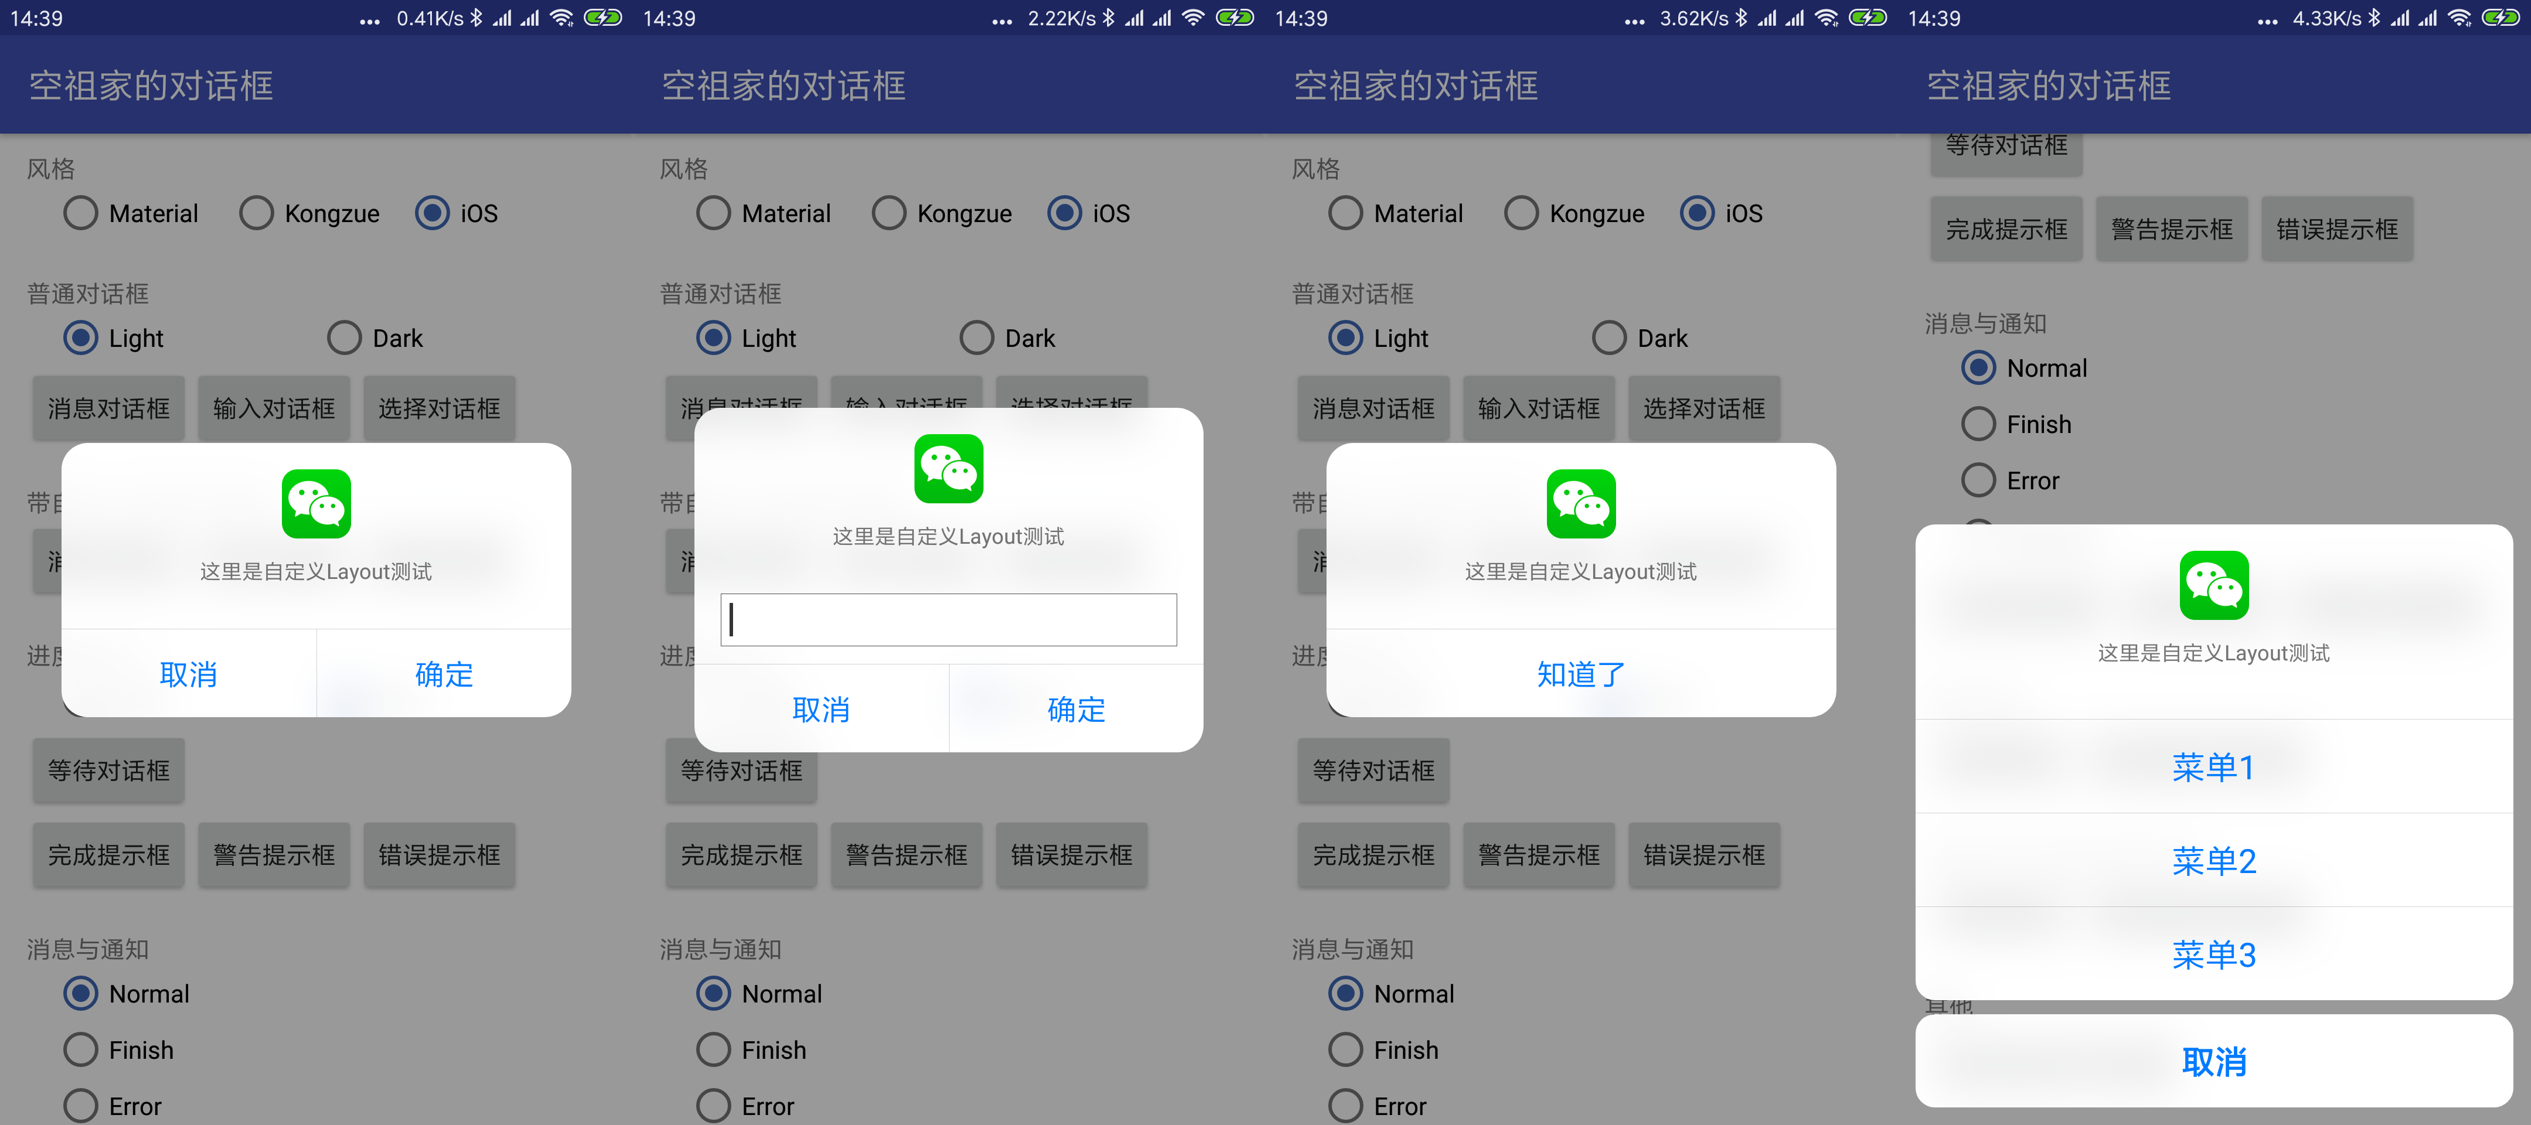 14:39
0.41K/s
空祖家的对话框
风格
Material
Kongzue
iOS
普通对话框
Light
Dark
消息对话框
输入对话框
选择对话框
带自
消
这里是自定义Layout测试
取消
确定
进度
等待对话框
完成提示框
警告提示框
错误提示框
消息与通知
Normal
Finish
Error
14:39
2.22K/s
空祖家的对话框
风格
Material
Kongzue
iOS
普通对话框
Light
Dark
消息对话框
输入对话框
选择对话框
带自
消
这里是自定义Layout测试
取消
确定
进度
等待对话框
完成提示框
警告提示框
错误提示框
消息与通知
Normal
Finish
Error
14:39
3.62K/s
空祖家的对话框
风格
Material
Kongzue
iOS
普通对话框
Light
Dark
消息对话框
输入对话框
选择对话框
带自
消
这里是自定义Layout测试
知道了
进度
等待对话框
完成提示框
警告提示框
错误提示框
消息与通知
Normal
Finish
Error
14:39
4.33K/s
空祖家的对话框
等待对话框
完成提示框
警告提示框
错误提示框
消息与通知
Normal
Finish
Error
这里是自定义Layout测试
菜单1
菜单2
菜单3
其他
取消